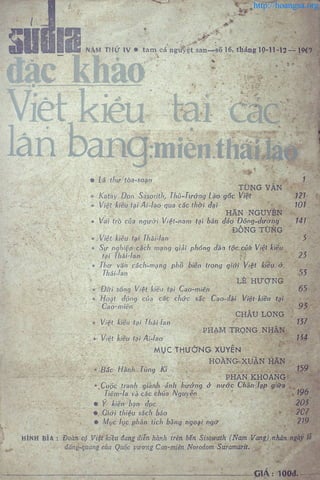 http://hoangsa.org
sudia
NĂM THỨ IV ● tam cá nguyệt san — số 16, tháng 10-11-12 — 1969
đặc khảo
Việt kiều tại các
lân bang miên, thái, lào
● Lá thư tòa-soạn 1
TÙNG VÂN
● Katay Don Sasorith, Thủ-Tướng Lào gốc Việt 121
● Việt kiều tại Ai-lao qua các thời đại 101
HÃN NGUYÊN
● Vai trò của người Việt-nam tại bán đảo Đông-dương 141
ĐÔNG TÙNG
● Việt kiều tại Thái-lan 5
● Sự nghiệp cách mạng giải phóng dân tộc của Việt kiều
tại Thái-lan 23
● Thơ văn cách-mạng phổ biến trong giới Việt kiều ở
Thái-lan 53
LÊ HƯƠNG
● Đời sống Việt kiều tại Cao-miên 65
● Hoạt động của các chức sắc Cao-đài Việt kiều tại
Cao-miên 93
CHÂU LONG
● Việt kiều tại Thái-lan 137
PHẠM TRỌNG NHÂN
● Việt kiều tại Ai-lao 134
MỤC THƯỜNG XUYÊN
HOÀNG-XUÂN HÃN
● Bắc Hành Tùng Kí 159
PHAN KHOANG
● Cuộc tranh giành ảnh hưởng ở nước Chân-lạp giữa
Tiêm-la và các chúa Nguyễn 196
● Ý kiến bạn đọc 203
● Giới thiệu sách báo 207
● Mục lục phân tích bằng ngoại ngữ 219
HÌNH BÌA : Đoàn cộ Việt kiều đang diễn hành trên bến Sisowath (Nam Vang) nhân ngày lễ
đăng-quang của Quốc vương Cao-miên Norodom Suramarit.
GIÁ : 100đ.